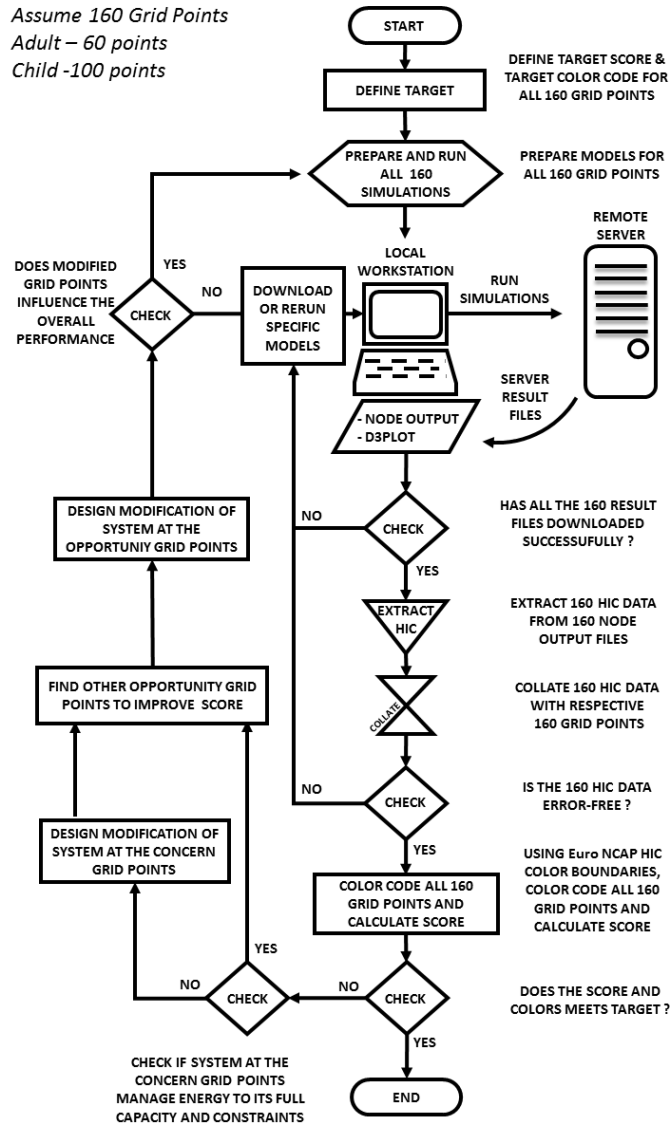 Assume 160 Grid Points
Adult – 60 points
Child -100 points
START
DEFINE TARGET
DEFINE TARGET SCORE &
TARGET COLOR CODE FOR
ALL 160 GRID POINTS
PREPARE AND RUN
ALL 160
SIMULATIONS
PREPARE MODELS FOR
ALL 160 GRID POINTS
REMOTE
SERVER
LOCAL
WORKSTATION
RUN
SIMULATIONS
DOES MODIFIED
GRID POINTS
INFLUENCE THE
OVERALL
PERFORMANCE
YES
CHECK
NO
DOWNLOAD
OR RERUN
SPECIFIC
MODELS
SERVER
RESULT
FILES
- NODE OUTPUT
- D3PLOT
DESIGN MODIFICATION OF
SYSTEM AT THE
OPPORTUNIY GRID POINTS
NO
CHECK
YES
HAS ALL THE 160 RESULT
FILES DOWNLOADED
SUCCESSUFULLY ?
EXTRACT
HIC
EXTRACT 160 HIC DATA
FROM 160 NODE
OUTPUT FILES
FIND OTHER OPPORTUNITY GRID
POINTS TO IMPROVE SCORE
COLLATE
COLLATE 160 HIC DATA
WITH RESPECTIVE
160 GRID POINTS
NO
CHECK
YES
IS THE 160 HIC DATA
ERROR-FREE ?
DESIGN MODIFICATION OF
SYSTEM AT THE CONCERN
GRID POINTS
COLOR CODE ALL 160
GRID POINTS AND
CALCULATE SCORE
USING Euro NCAP HIC
COLOR BOUNDARIES,
COLOR CODE ALL 160
GRID POINTS AND
CALCULATE SCORE
YES
NO
CHECK
NO
CHECK
YES
DOES THE SCORE AND
COLORS MEETS TARGET ?
CHECK IF SYSTEM AT THE
CONCERN GRID POINTS
MANAGE ENERGY TO ITS FULL
CAPACITY AND CONSTRAINTS
END